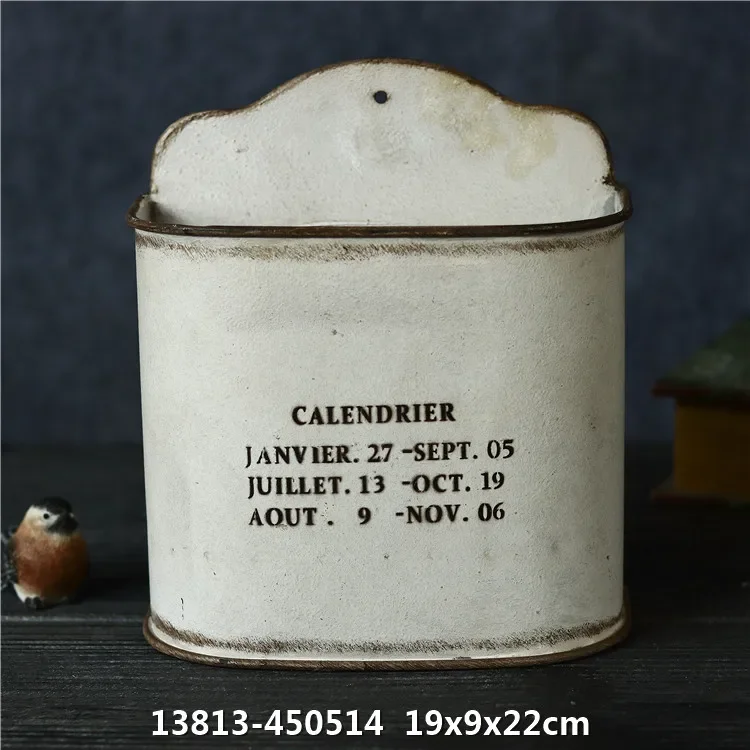 CALENDRIER
JANVIER. 27 -SEPT. 05
JUILLET. 13 -OCT. 19
AOUT. 9 -NOV. 06
13813-450514 19x9x22cm